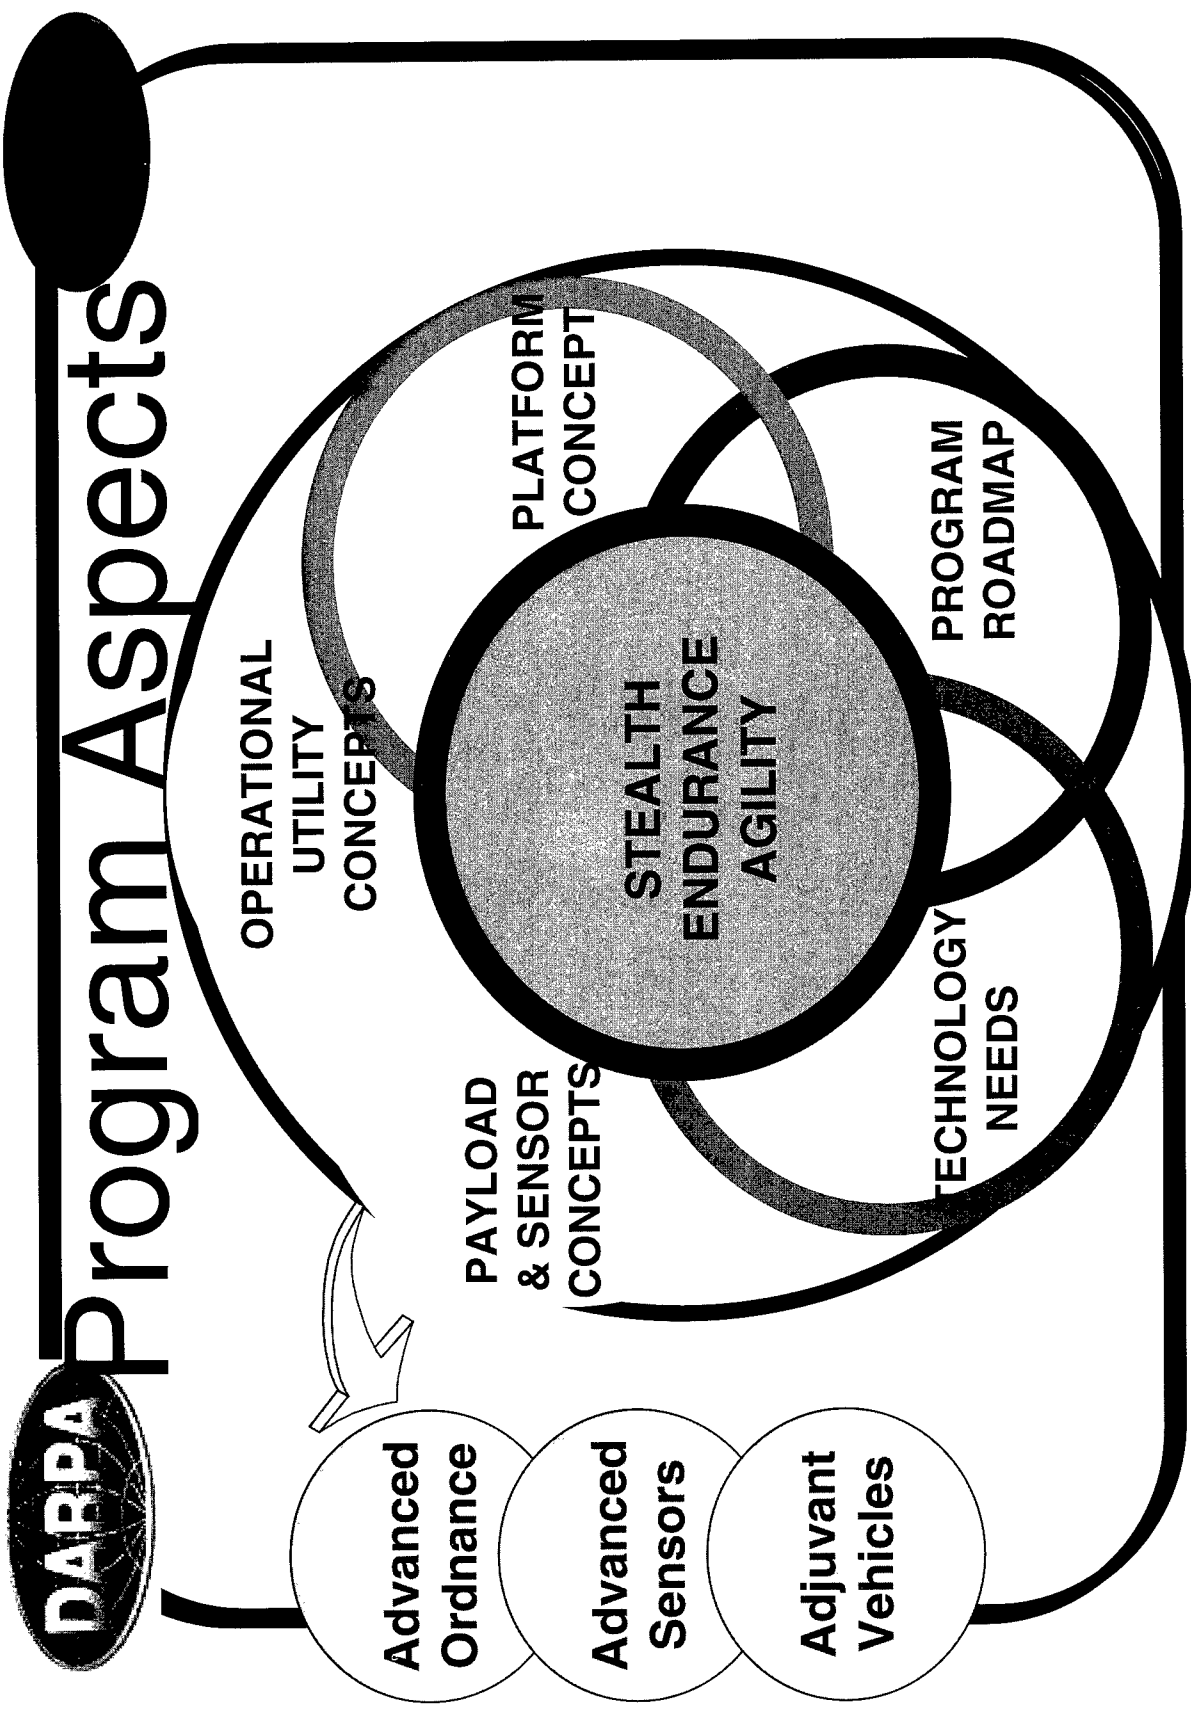 DARPA
Program Aspects
OPERATIONAL
UTILITY
CONCEPTS
PAYLOAD
& SENSOR
CONCEPTS
PLATFORM
CONCEPT
STEALTH
ENDURANCE
AGILITY
TECHNOLOGY
NEEDS
PROGRAM
ROADMAP
Advanced
Ordnance
Advanced
Sensors
Adjuvant
Vehicles